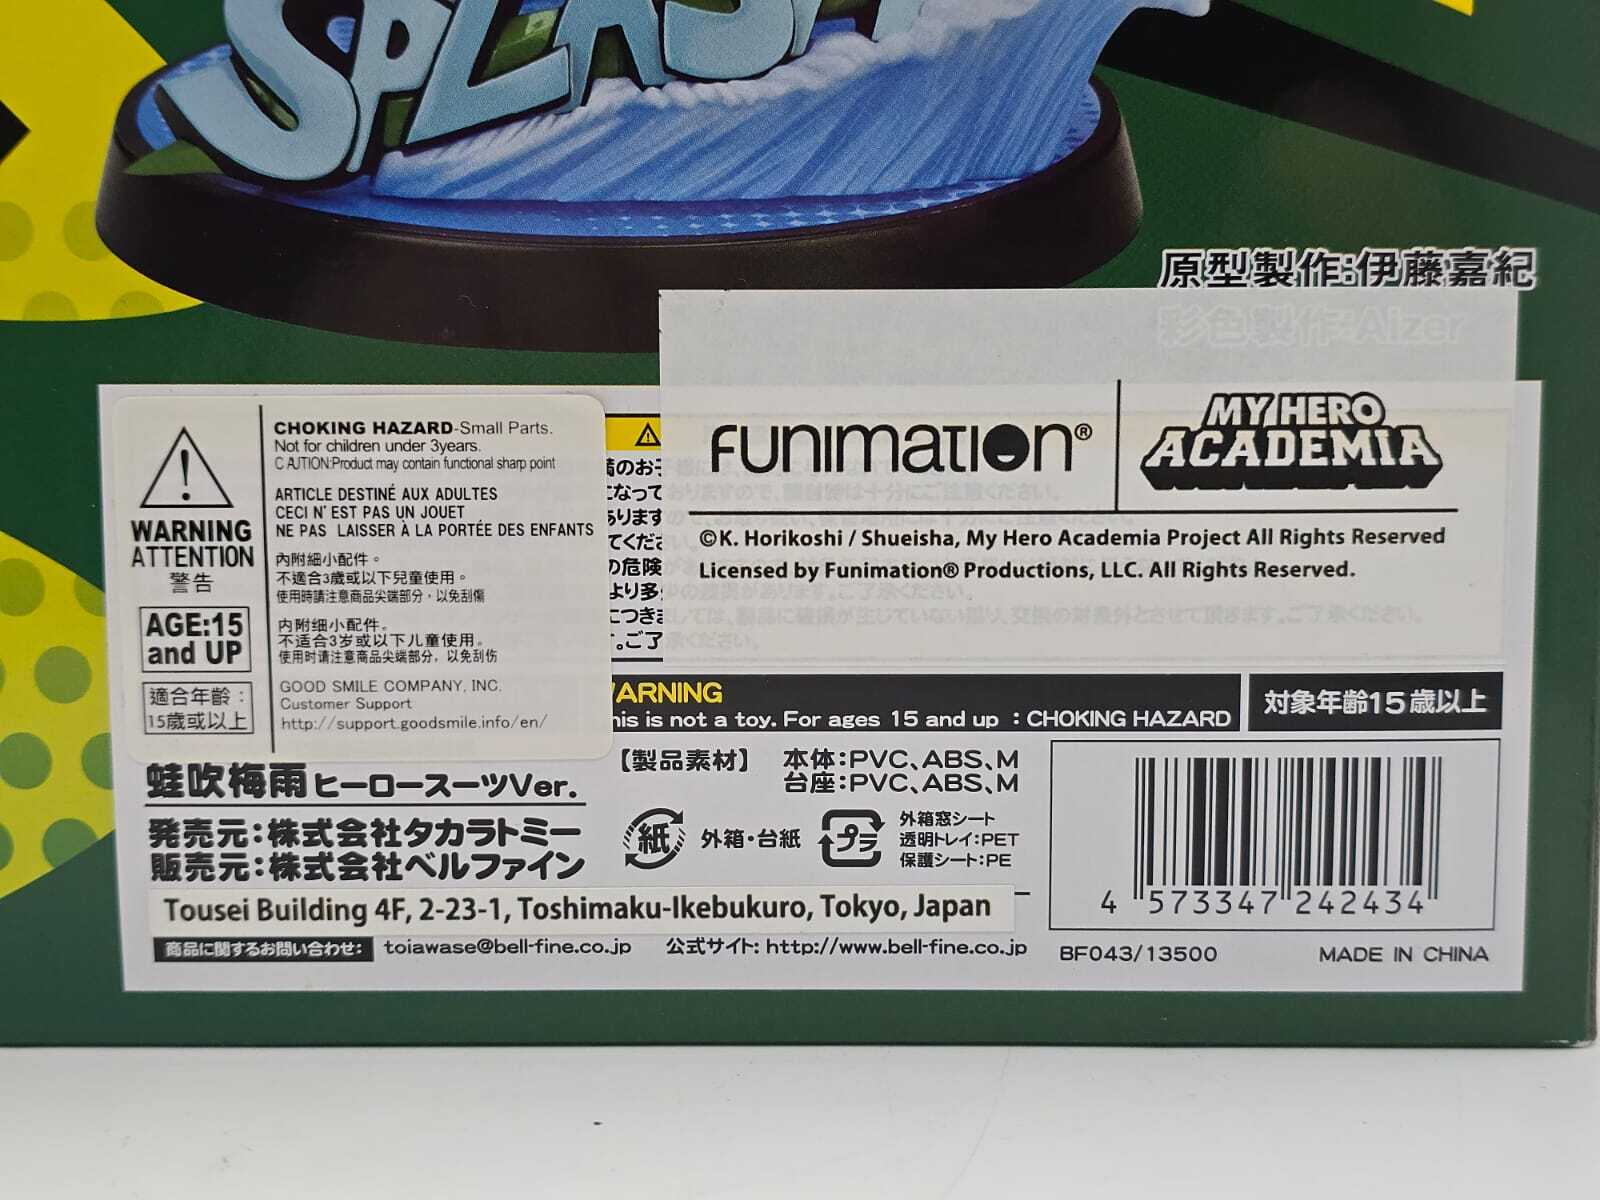 SPLASH
原型製作:伊藤嘉紀
彩色製作:Aizer
FUNIMATION®
MY HERO
ACADEMIA
©K. Horikoshi / Shueisha, My Hero Academia Project All Rights Reserved
Licensed by Funimation® Productions, LLC. All Rights Reserved.
WARNING
ATTENTION
警告
AGE:15
and UP
適合年齡：
15歲或以上
CHOKING HAZARD-Small Parts.
Not for children under 3years.
CAUTION:Product may contain functional sharp point
ARTICLE DESTINÉ AUX ADULTES
CECI N'EST PAS UN JOUET
NE PAS LAISSER À LA PORTÉE DES ENFANTS
內附細小配件。
不適合3歲或以下兒童使用。
使用時請注意商品尖端部分，以免刮傷
内附细小配件。
不适合3岁或以下儿童使用。
使用时请注意商品尖端部分，以免刮伤
GOOD SMILE COMPANY, INC.
Customer Support
http://support.goodsmile.info/en/
WARNING
his is not a toy. For ages 15 and up : CHOKING HAZARD
対象年齢15歳以上
蛙吹梅雨 ヒーロースーツVer.
発売元:株式会社タカラトミー
販売元:株式会社ベルファイン
Tousei Building 4F, 2-23-1, Toshimaku-Ikebukuro, Tokyo, Japan
商品に関するお問い合わせ: toiawase@bell-fine.co.jp 公式サイト: http://www.bell-fine.co.jp
【製品素材】 本体:PVC、ABS、M
台座:PVC、ABS、M
紙 外箱・台紙
プラ 外箱窓シート
透明トレイ:PET
保護シート:PE
4 573347 242434
BF043/13500 MADE IN CHINA